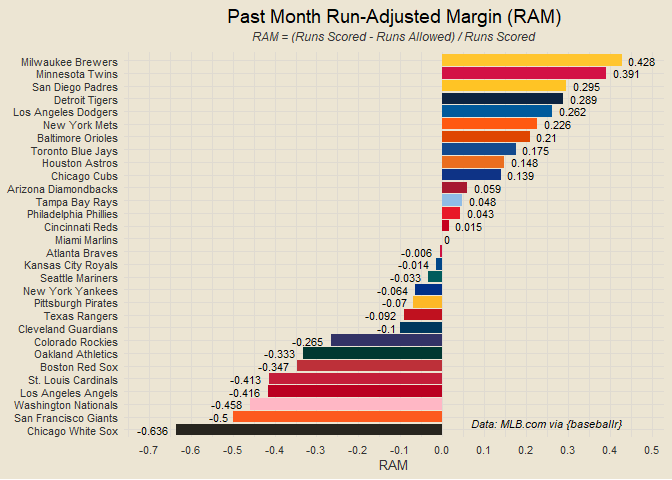 Past Month Run-Adjusted Margin (RAM)
RAM = (Runs Scored - Runs Allowed) / Runs Scored
Milwaukee Brewers 0.428
Minnesota Twins 0.391
San Diego Padres 0.295
Detroit Tigers 0.289
Los Angeles Dodgers 0.262
New York Mets 0.226
Baltimore Orioles 0.21
Toronto Blue Jays 0.175
Houston Astros 0.148
Chicago Cubs 0.139
Arizona Diamondbacks 0.059
Tampa Bay Rays 0.048
Philadelphia Phillies 0.043
Cincinnati Reds 0.015
Miami Marlins 0
Atlanta Braves -0.006
Kansas City Royals -0.014
Seattle Mariners -0.033
New York Yankees -0.064
Pittsburgh Pirates -0.07
Texas Rangers -0.092
Cleveland Guardians -0.1
Colorado Rockies -0.265
Oakland Athletics -0.333
Boston Red Sox -0.347
St. Louis Cardinals -0.413
Los Angeles Angels -0.416
Washington Nationals -0.458
San Francisco Giants -0.5
Chicago White Sox -0.636
Data: MLB.com via {baseballr}
-0.7 -0.6 -0.5 -0.4 -0.3 -0.2 -0.1 0.0 0.1 0.2 0.3 0.4 0.5
RAM